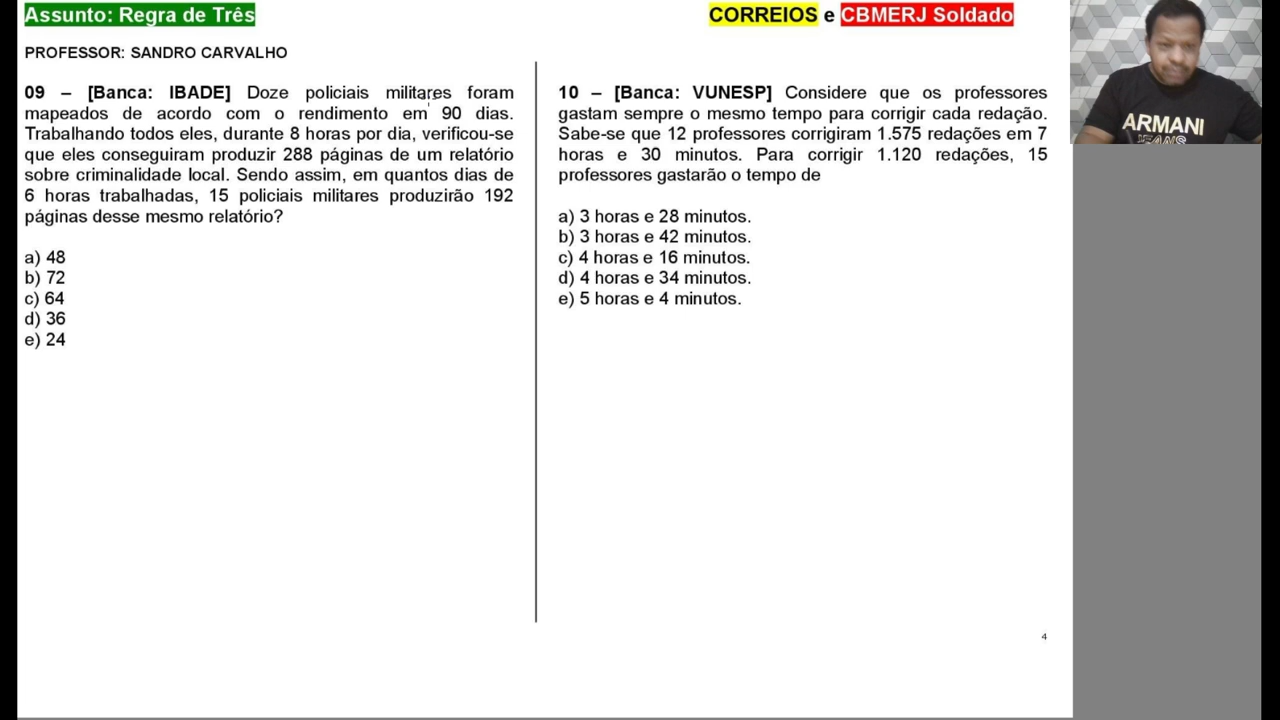 Assunto: Regra de Três
CORREIOS e CBMERJ Soldado
PROFESSOR: SANDRO CARVALHO
09 – [Banca: IBADE] Doze policiais militares foram
mapeados de acordo com o rendimento em 90 dias.
Trabalhando todos eles, durante 8 horas por dia, verificou-se
que eles conseguiram produzir 288 páginas de um relatório
sobre criminalidade local. Sendo assim, em quantos dias de
6 horas trabalhadas, 15 policiais militares produzirão 192
páginas desse mesmo relatório?
a) 48
b) 72
c) 64
d) 36
e) 24
10 – [Banca: VUNESP] Considere que os professores
gastam sempre o mesmo tempo para corrigir cada redação.
Sabe-se que 12 professores corrigiram 1.575 redações em 7
horas e 30 minutos. Para corrigir 1.120 redações, 15
professores gastarão o tempo de
a) 3 horas e 28 minutos.
b) 3 horas e 42 minutos.
c) 4 horas e 16 minutos.
d) 4 horas e 34 minutos.
e) 5 horas e 4 minutos.
4
ARMANI
JEANS